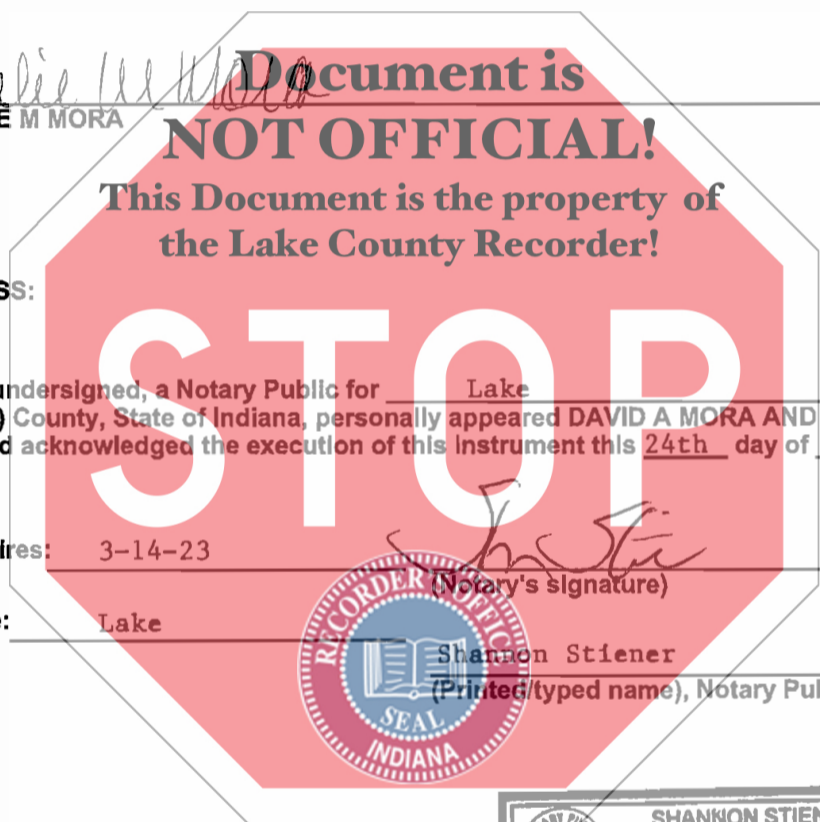 Document is
E M MORA
NOT OFFICIAL!
This Document is the property of
the Lake County Recorder!
SS:
STOP
undersigned, a Notary Public for Lake
) County, State of Indiana, personally appeared DAVID A MORA AND
d acknowledged the execution of this instrument this 24th day of
ires: 3-14-23
(Notary's signature)
e: Lake
Shannon Stiener
(Printed/typed name), Notary Pul
RECORDER'S OFFICE
SEAL
INDIANA
SHANNON STIEN